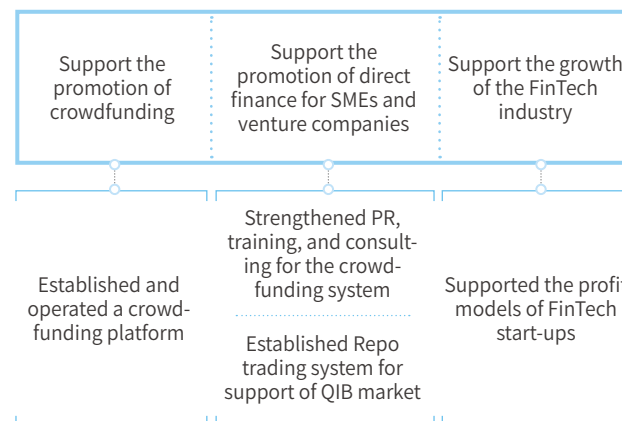 Support the
promotion of
crowdfunding
Support the
promotion of direct
finance for SMEs and
venture companies
Support the growth
of the FinTech
industry
Established and
operated a crowd-
funding platform
Strengthened PR,
training, and consult-
ing for the crowd-
funding system
Established Repo
trading system for
support of QIB market
Supported the profit
models of FinTech
start-ups